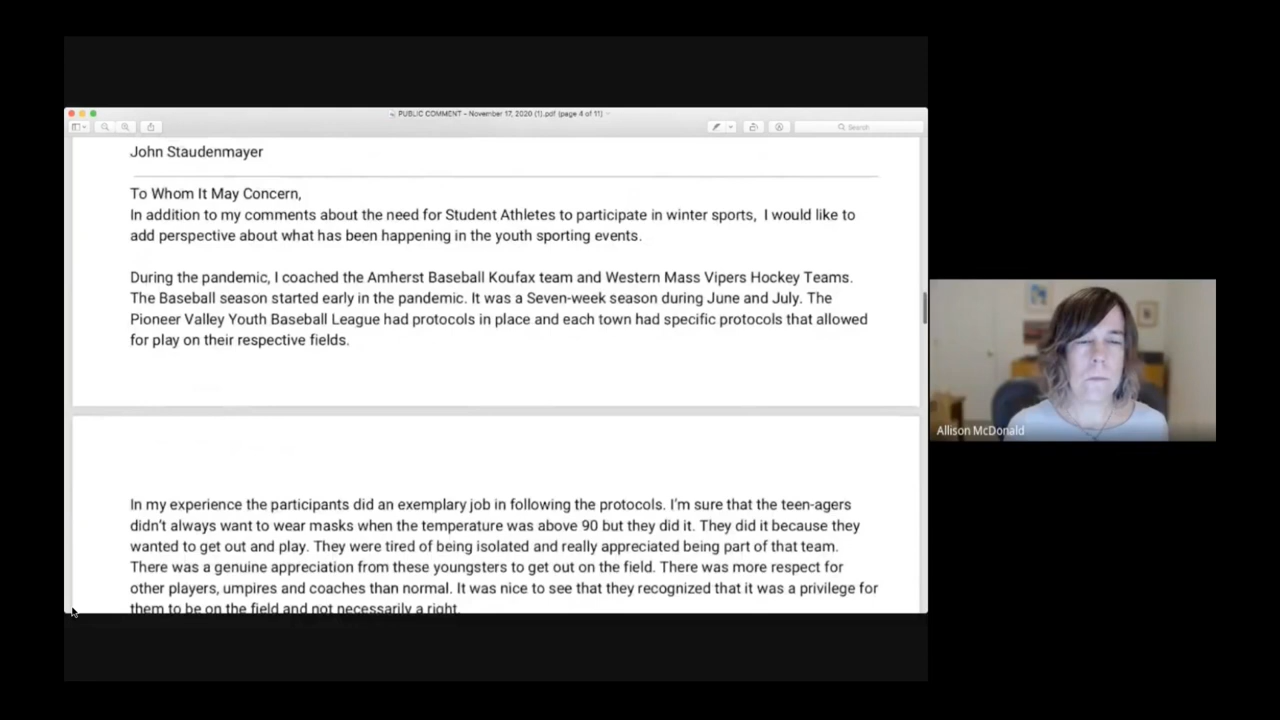 PUBLIC COMMENT - November 17, 2020 (1).pdf (page 4 of 11)
Search
John Staudenmayer
To Whom It May Concern,
In addition to my comments about the need for Student Athletes to participate in winter sports,  I would like to
add perspective about what has been happening in the youth sporting events.
During the pandemic, I coached the Amherst Baseball Koufax team and Western Mass Vipers Hockey Teams.
The Baseball season started early in the pandemic. It was a Seven-week season during June and July. The
Pioneer Valley Youth Baseball League had protocols in place and each town had specific protocols that allowed
for play on their respective fields.
In my experience the participants did an exemplary job in following the protocols. I'm sure that the teen-agers
didn't always want to wear masks when the temperature was above 90 but they did it. They did it because they
wanted to get out and play. They were tired of being isolated and really appreciated being part of that team.
There was a genuine appreciation from these youngsters to get out on the field. There was more respect for
other players, umpires and coaches than normal. It was nice to see that they recognized that it was a privilege for
them to be on the field and not necessarily a right.
Allison McDonald